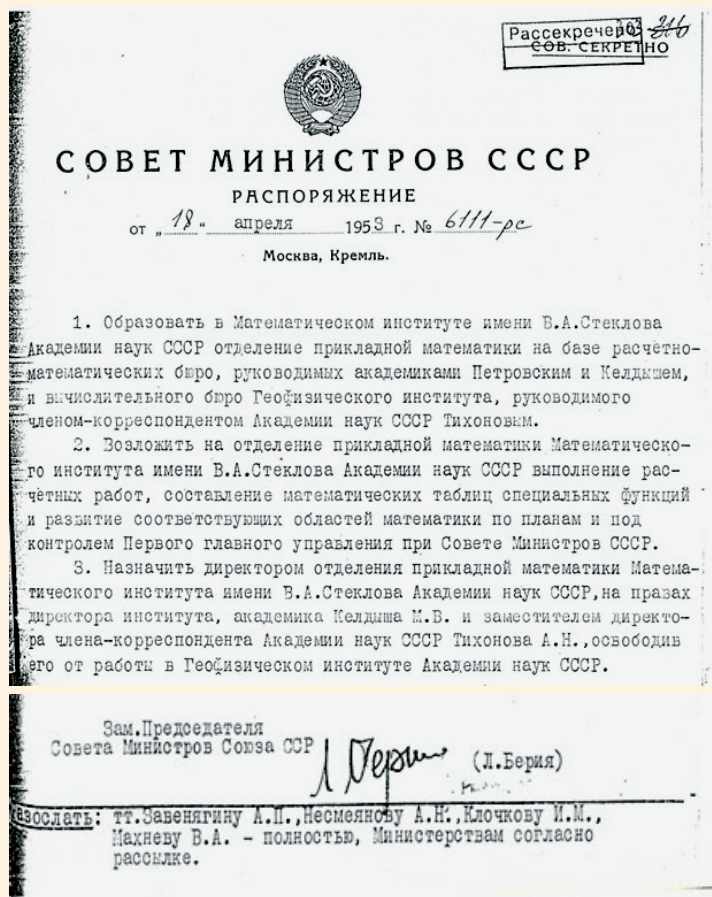 Рассекречено
СОВ. СЕКРЕТНО
СОВЕТ МИНИСТРОВ СССР
РАСПОРЯЖЕНИЕ
от „18“ апреля 1953 г. № 6111-рс
Москва, Кремль.
1. Образовать в Математическом институте имени В.А.Стеклова
Академии наук СССР отделение прикладной математики на базе расчетно-
математических бюро, руководимых академиками Петровским и Келдышем,
и вычислительного бюро Геофизического института, руководимого
членом-корреспондентом Академии наук СССР Тихоновым.
2. Возложить на отделение прикладной математики Математическо-
го института имени В.А.Стеклова Академии наук СССР выполнение рас-
чётных работ, составление математических таблиц специальных функций
и развитие соответствующих областей математики по планам и под
контролем Первого главного управления при Совете Министров СССР.
3. Назначить директором отделения прикладной математики Матема-
тического института имени В.А.Стеклова Академии наук СССР,на правах
директора института, академика Келдыша М.В. и заместителем директо-
ра члена-корреспондента Академии наук СССР Тихонова А.Н.,освободив
его от работы в Геофизическом институте Академии наук СССР.
Зам.Председателя
Совета Министров Союза ССР Л Берия (Л.Берия)
Разослать: тт.Завенягину А.П.,Несмеянову А.Н.,Клочкову И.М.,
Махневу В.А. - полностью, Министерствам согласно
рассылке.